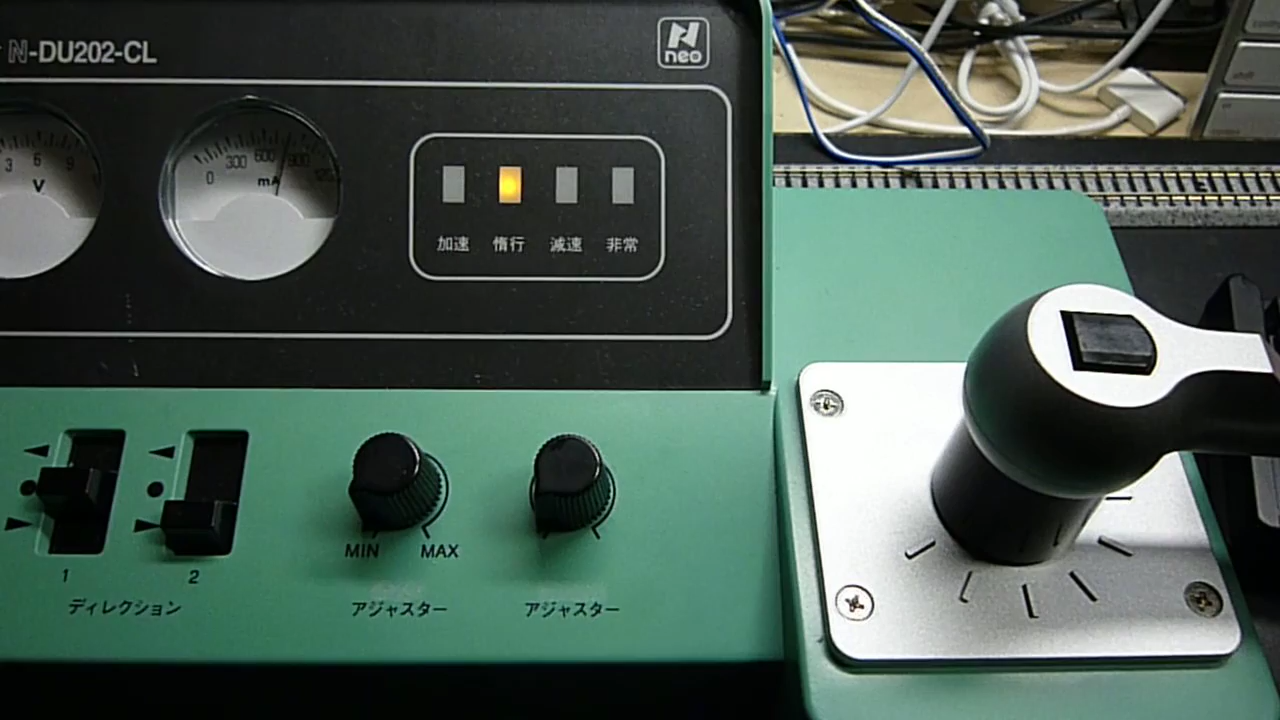 N-DU202-CL
neo
3 6 9
V
0 300 600 900
mA
加速 惰行 減速 非常
MIN MAX
1 2
ディレクション アジャスター アジャスター